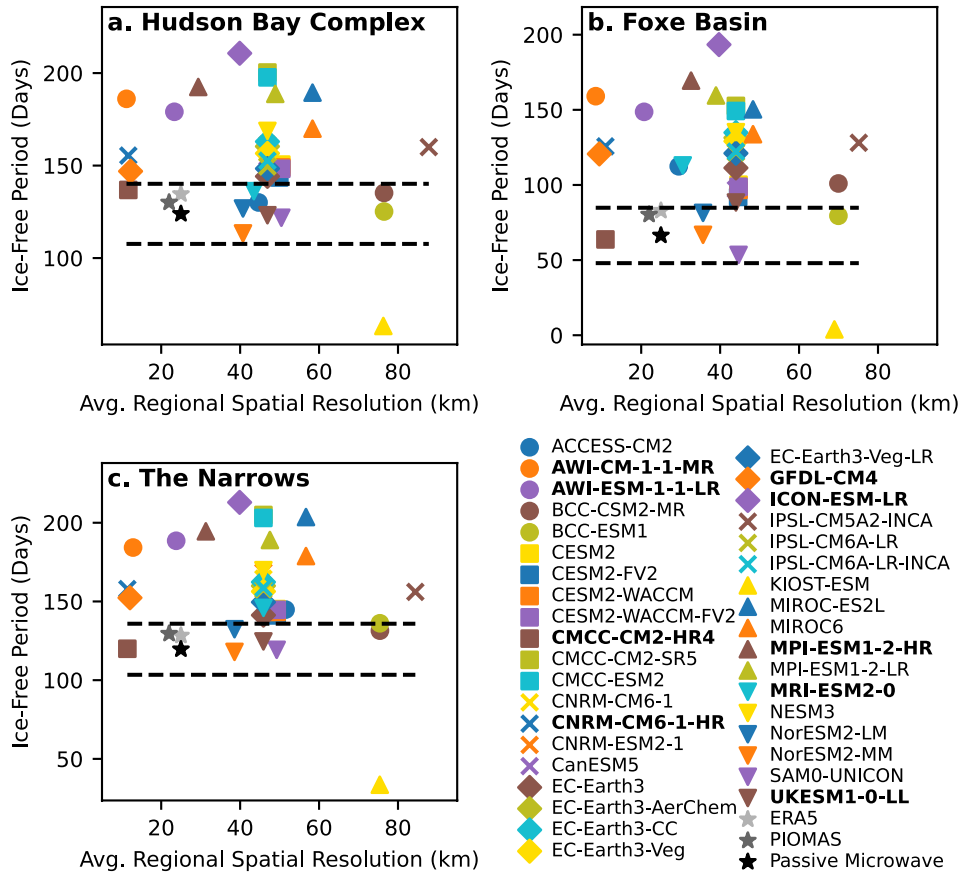 a. Hudson Bay Complex
200
150
100
Ice-Free Period (Days)
20 40 60 80
Avg. Regional Spatial Resolution (km)
b. Foxe Basin
200
150
100
50
0
Ice-Free Period (Days)
20 40 60 80
Avg. Regional Spatial Resolution (km)
c. The Narrows
200
150
100
50
Ice-Free Period (Days)
20 40 60 80
Avg. Regional Spatial Resolution (km)
ACCESS-CM2
AWI-CM-1-1-MR
AWI-ESM-1-1-LR
BCC-CSM2-MR
BCC-ESM1
CESM2
CESM2-FV2
CESM2-WACCM
CESM2-WACCM-FV2
CMCC-CM2-HR4
CMCC-CM2-SR5
CMCC-ESM2
CNRM-CM6-1
CNRM-CM6-1-HR
CNRM-ESM2-1
CanESM5
EC-Earth3
EC-Earth3-AerChem
EC-Earth3-CC
EC-Earth3-Veg
EC-Earth3-Veg-LR
GFDL-CM4
ICON-ESM-LR
IPSL-CM5A2-INCA
IPSL-CM6A-LR
IPSL-CM6A-LR-INCA
KIOST-ESM
MIROC-ES2L
MIROC6
MPI-ESM1-2-HR
MPI-ESM1-2-LR
MRI-ESM2-0
NESM3
NorESM2-LM
NorESM2-MM
SAM0-UNICON
UKESM1-0-LL
ERA5
PIOMAS
Passive Microwave